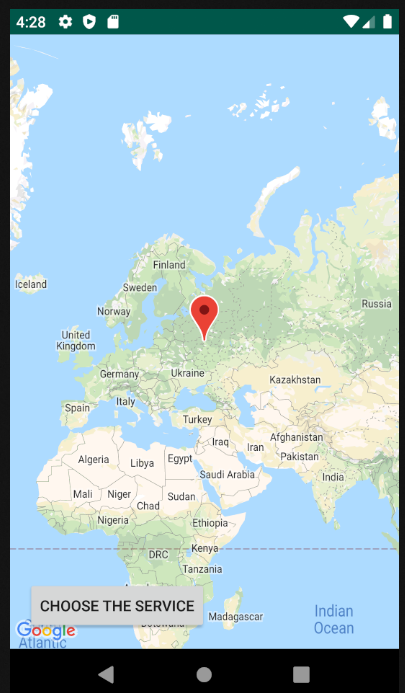 4:28
Finland
Iceland
Sweden
Norway
Russia
United
Kingdom
Germany
Ukraine
Kazakhstan
Italy
Spain
Turkey
Afghanistan
Iraq
Iran
Pakistan
Algeria
Libya
Egypt
Saudi Arabia
India
Mali
Niger
Chad
Sudan
Nigeria
Ethiopia
DRC
Kenya
Tanzania
CHOOSE THE SERVICE
Indian
Ocean
Madagascar
Botswana
Google
Atlantic